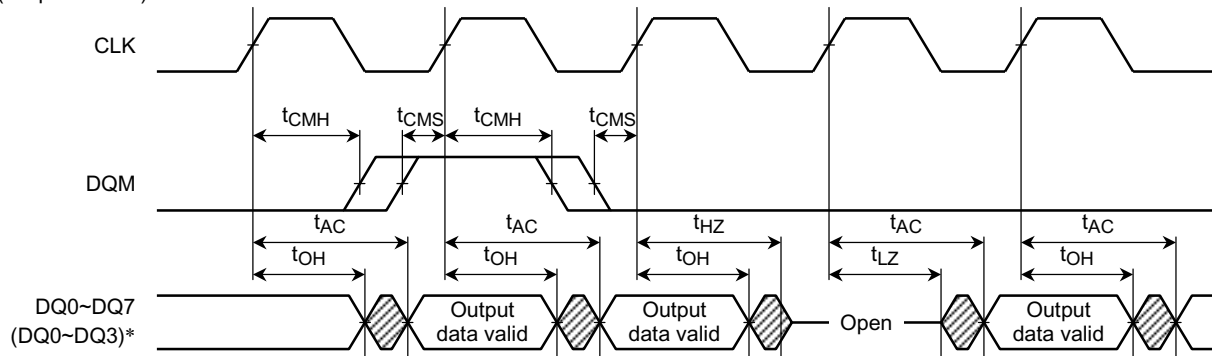 CLK
tCMH tCMS tCMH tCMS
DQM
tAC tAC tHZ tAC tAC
tOH tOH tOH tLZ tOH
DQ0~DQ7 Output Output Open Output
(DQ0~DQ3)* data valid data valid data valid